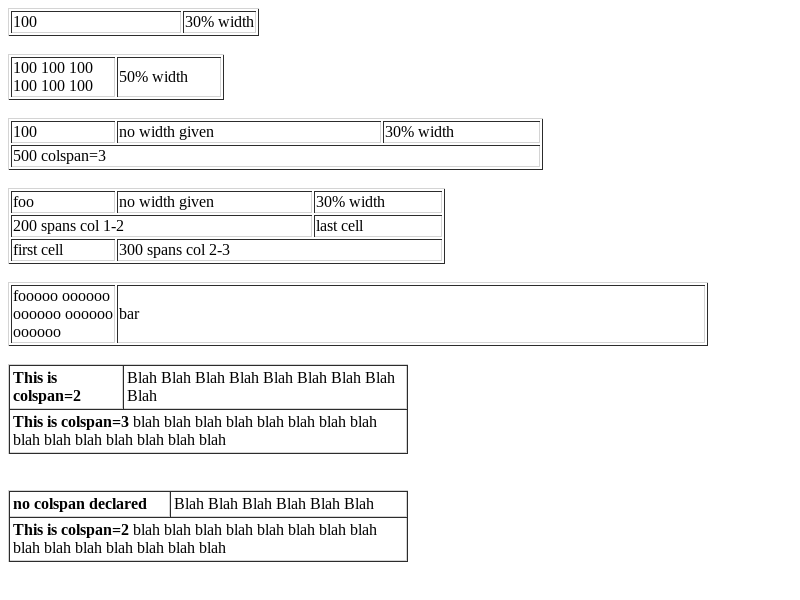 100 30% width
100 100 100
100 100 100
50% width
100 no width given 30% width
500 colspan=3
foo no width given 30% width
200 spans col 1-2 last cell
first cell 300 spans col 2-3
fooooo oooooo
oooooo oooooo
oooooo
bar
This is
colspan=2
Blah Blah Blah Blah Blah Blah Blah Blah
Blah
This is colspan=3 blah blah blah blah blah blah blah blah
blah blah blah blah blah blah blah
no colspan declared Blah Blah Blah Blah Blah Blah
This is colspan=2 blah blah blah blah blah blah blah blah
blah blah blah blah blah blah blah